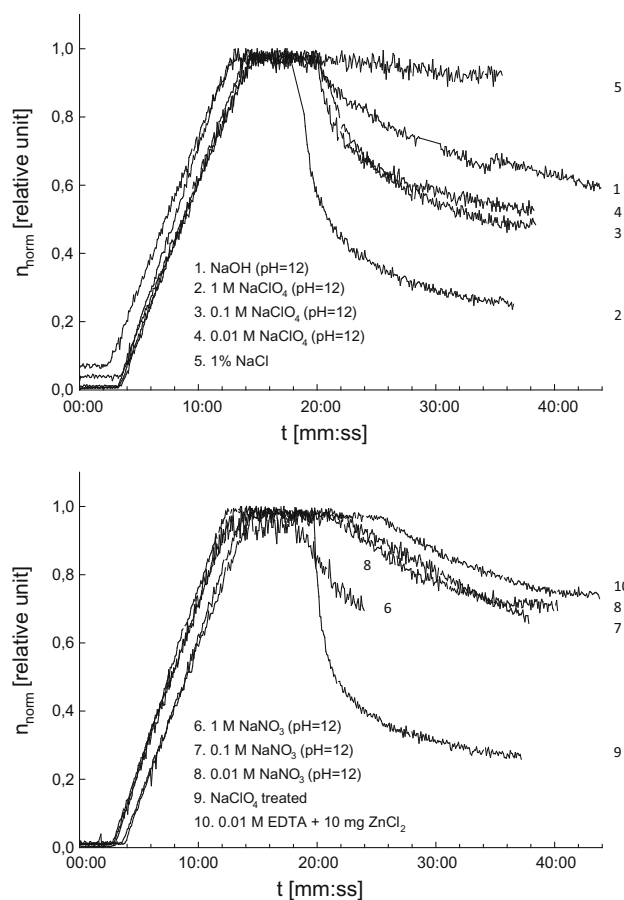 1,0
0,8
0,6
0,4
0,2
0,0
n_norm [relative unit]
5
1
4
3
2
1. NaOH (pH=12)
2. 1 M NaClO₄ (pH=12)
3. 0.1 M NaClO₄ (pH=12)
4. 0.01 M NaClO₄ (pH=12)
5. 1% NaCl
00:00 10:00 20:00 30:00 40:00
t [mm:ss]
1,0
0,8
0,6
0,4
0,2
0,0
n_norm [relative unit]
8
6
10
8
7
9
6. 1 M NaNO₃ (pH=12)
7. 0.1 M NaNO₃ (pH=12)
8. 0.01 M NaNO₃ (pH=12)
9. NaClO₄ treated
10. 0.01 M EDTA + 10 mg ZnCl₂
00:00 10:00 20:00 30:00 40:00
t [mm:ss]